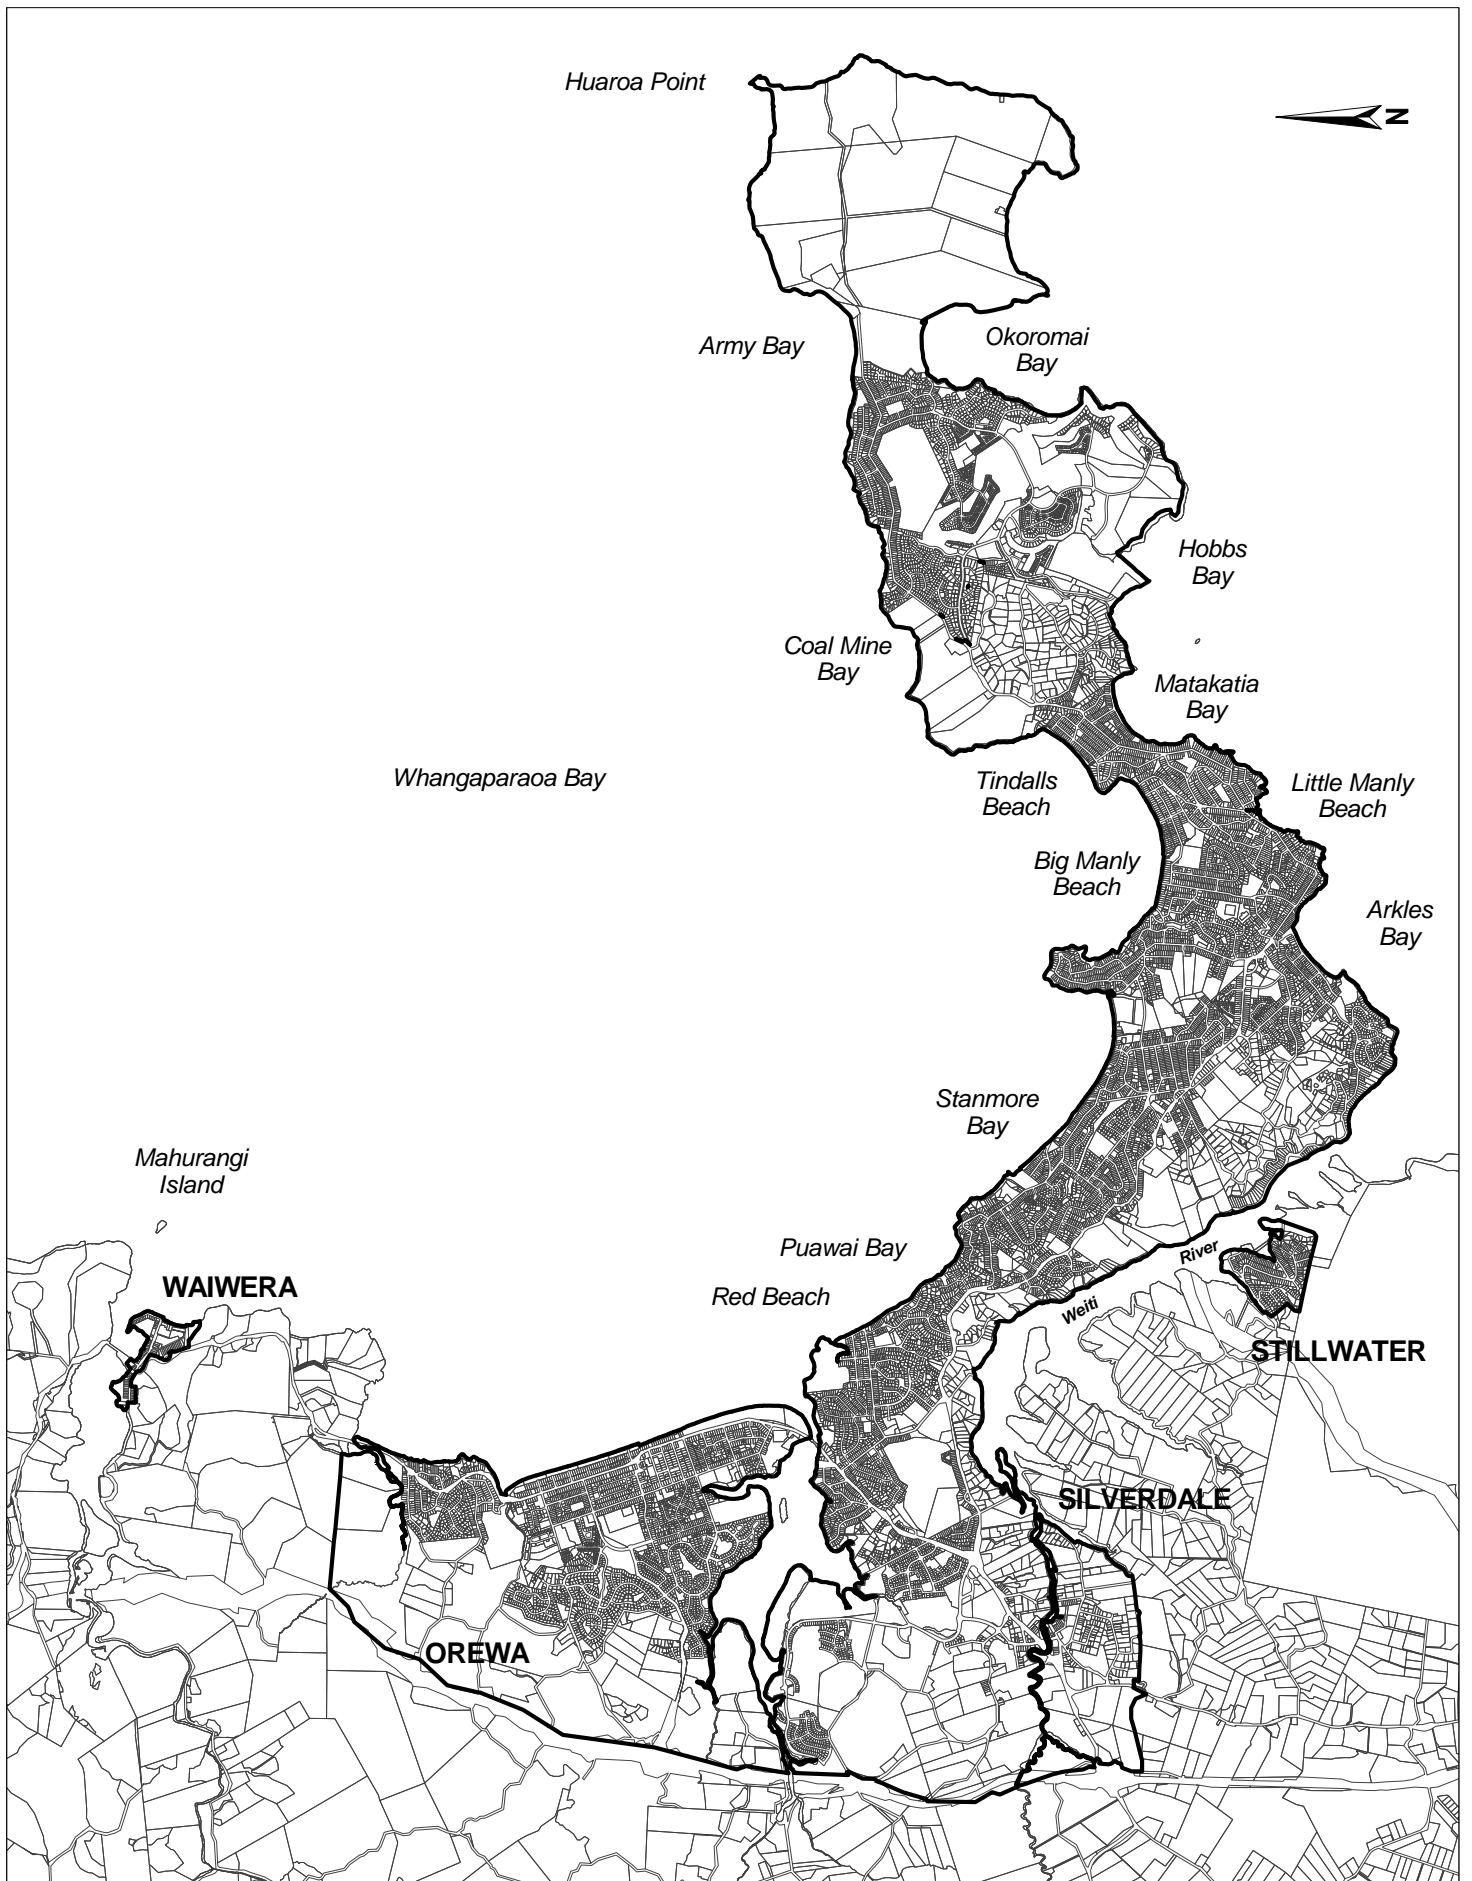 Huaroa Point
N
Army Bay
Okoromai
Bay
Hobbs
Bay
Coal Mine
Bay
Matakatia
Bay
Whangaparaoa Bay
Tindalls
Beach
Little Manly
Beach
Big Manly
Beach
Arkles
Bay
Stanmore
Bay
Mahurangi
Island
Puawai Bay
River
Weiti
WAIWERA
Red Beach
STILLWATER
SILVERDALE
OREWA